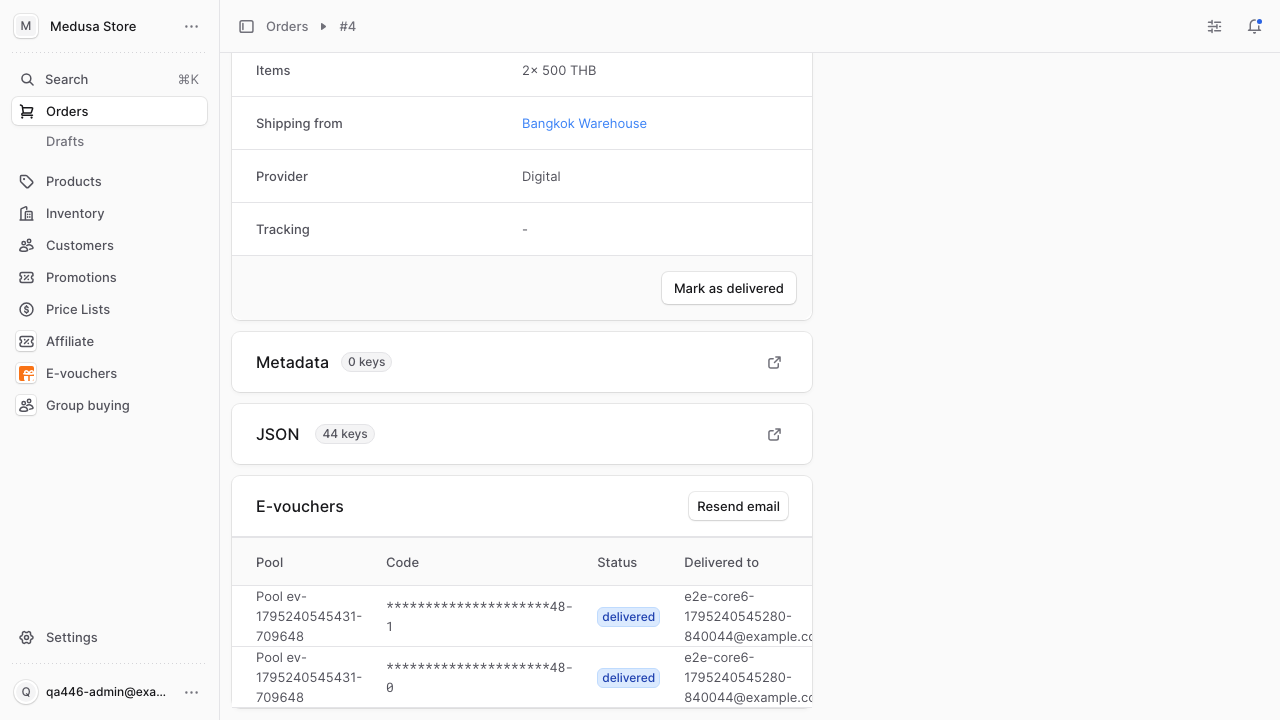 M Medusa Store
Orders #4
Search ⌘K
Orders
Drafts
Products
Inventory
Customers
Promotions
Price Lists
Affiliate
E-vouchers
Group buying
Settings
Q qa446-admin@exa...
Items 2× 500 THB
Shipping from Bangkok Warehouse
Provider Digital
Tracking -
Mark as delivered
Metadata 0 keys
JSON 44 keys
E-vouchers Resend email
Pool Code Status Delivered to
Pool ev-
1795240545431-
709648
*********************48-
1
delivered
e2e-core6-
1795240545280-
840044@example.co
Pool ev-
1795240545431-
709648
*********************48-
0
delivered
e2e-core6-
1795240545280-
840044@example.co